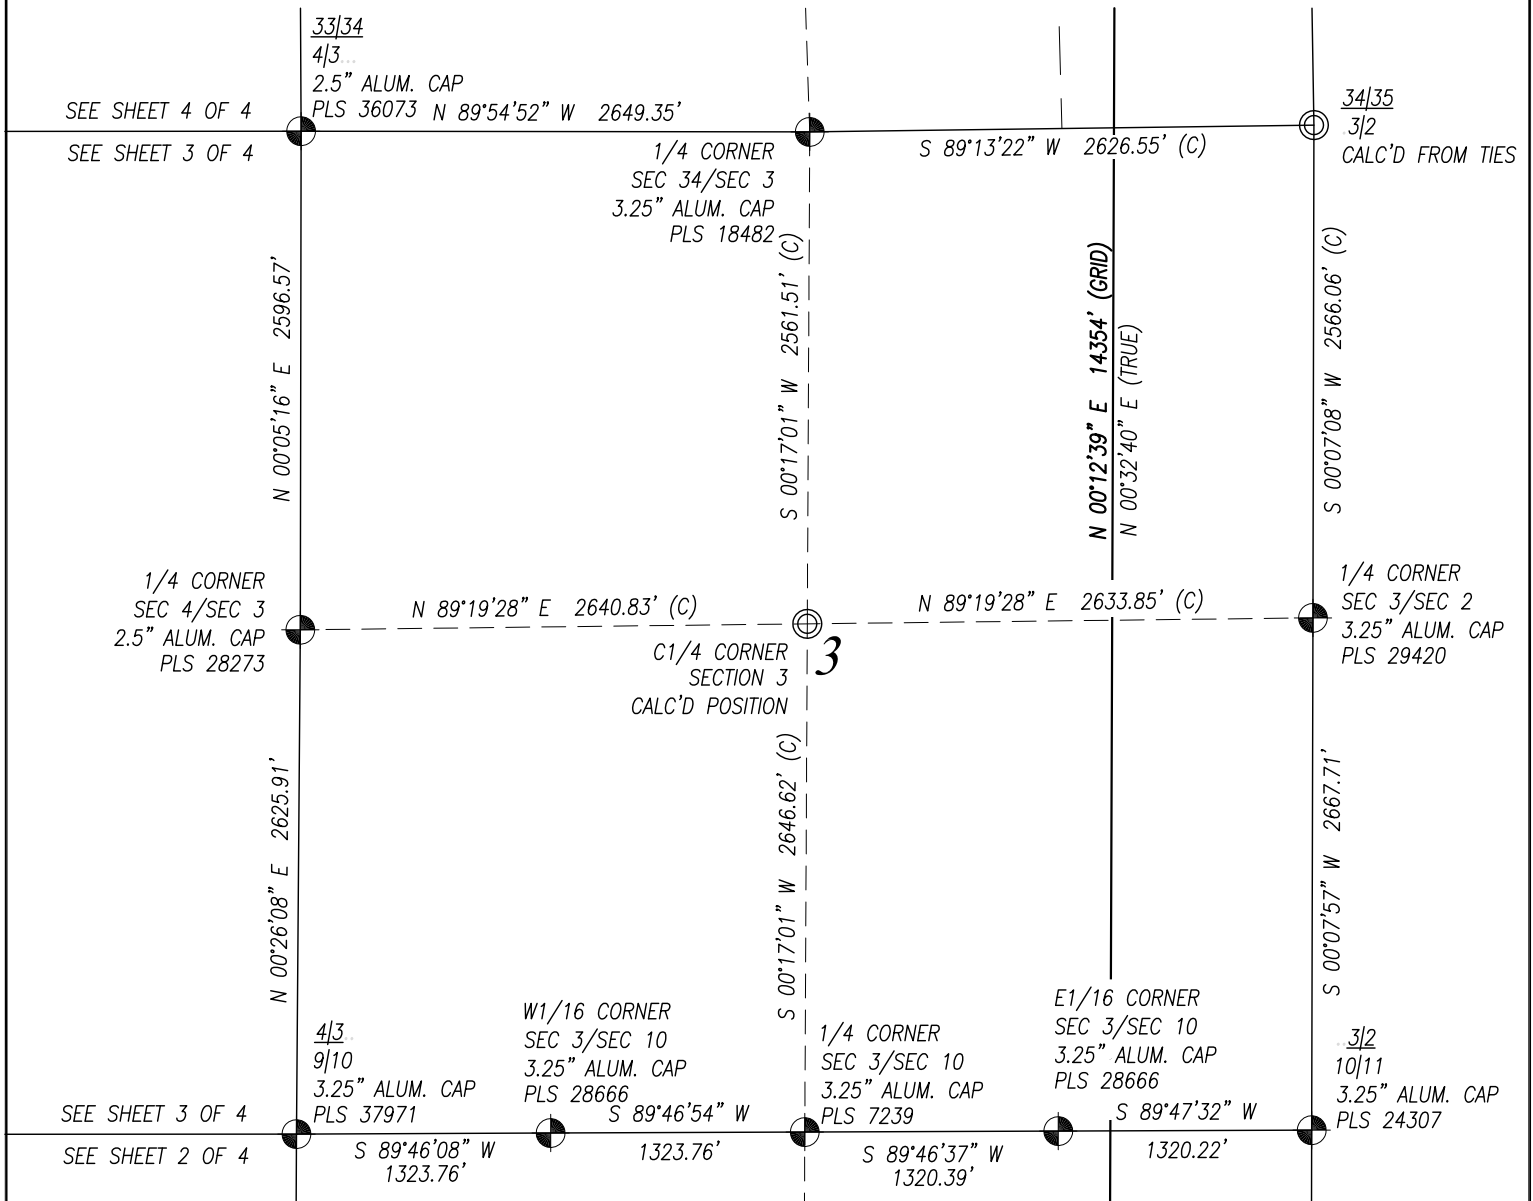 33|34
4|3
2.5" ALUM. CAP
PLS 36073
N 89°54'52" W 2649.35'
SEE SHEET 4 OF 4
SEE SHEET 3 OF 4
1/4 CORNER
SEC 34/SEC 3
3.25" ALUM. CAP
PLS 18482
S 89°13'22" W 2626.55' (C)
34|35
3|2
CALC'D FROM TIES
N 00°05'16" E 2596.57'
S 00°17'01" W 2561.51' (C)
N 00°12'39" E 14354' (GRID)
N 00°32'40" E (TRUE)
S 00°07'08" W 2566.06' (C)
1/4 CORNER
SEC 4/SEC 3
2.5" ALUM. CAP
PLS 28273
N 89°19'28" E 2640.83' (C)
C1/4 CORNER
SECTION 3
CALC'D POSITION
3
N 89°19'28" E 2633.85' (C)
1/4 CORNER
SEC 3/SEC 2
3.25" ALUM. CAP
PLS 29420
N 00°26'08" E 2625.91'
S 00°17'01" W 2646.62' (C)
S 00°07'57" W 2667.71'
4|3
9|10
3.25" ALUM. CAP
PLS 37971
W1/16 CORNER
SEC 3/SEC 10
3.25" ALUM. CAP
PLS 28666
1/4 CORNER
SEC 3/SEC 10
3.25" ALUM. CAP
PLS 7239
E1/16 CORNER
SEC 3/SEC 10
3.25" ALUM. CAP
PLS 28666
3|2
10|11
3.25" ALUM. CAP
PLS 24307
SEE SHEET 3 OF 4
SEE SHEET 2 OF 4
S 89°46'08" W
1323.76'
S 89°46'54" W
1323.76'
S 89°46'37" W
1320.39'
S 89°47'32" W
1320.22'